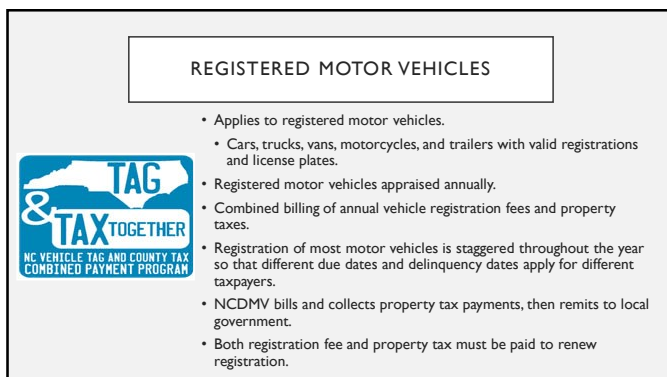 REGISTERED MOTOR VEHICLES
• Applies to registered motor vehicles.
• Cars, trucks, vans, motorcycles, and trailers with valid registrations
and license plates.
• Registered motor vehicles appraised annually.
• Combined billing of annual vehicle registration fees and property
taxes.
• Registration of most motor vehicles is staggered throughout the year
so that different due dates and delinquency dates apply for different
taxpayers.
• NCDMV bills and collects property tax payments, then remits to local
government.
• Both registration fee and property tax must be paid to renew
registration.
TAG
&
TAX TOGETHER
NC VEHICLE TAG AND COUNTY TAX
COMBINED PAYMENT PROGRAM